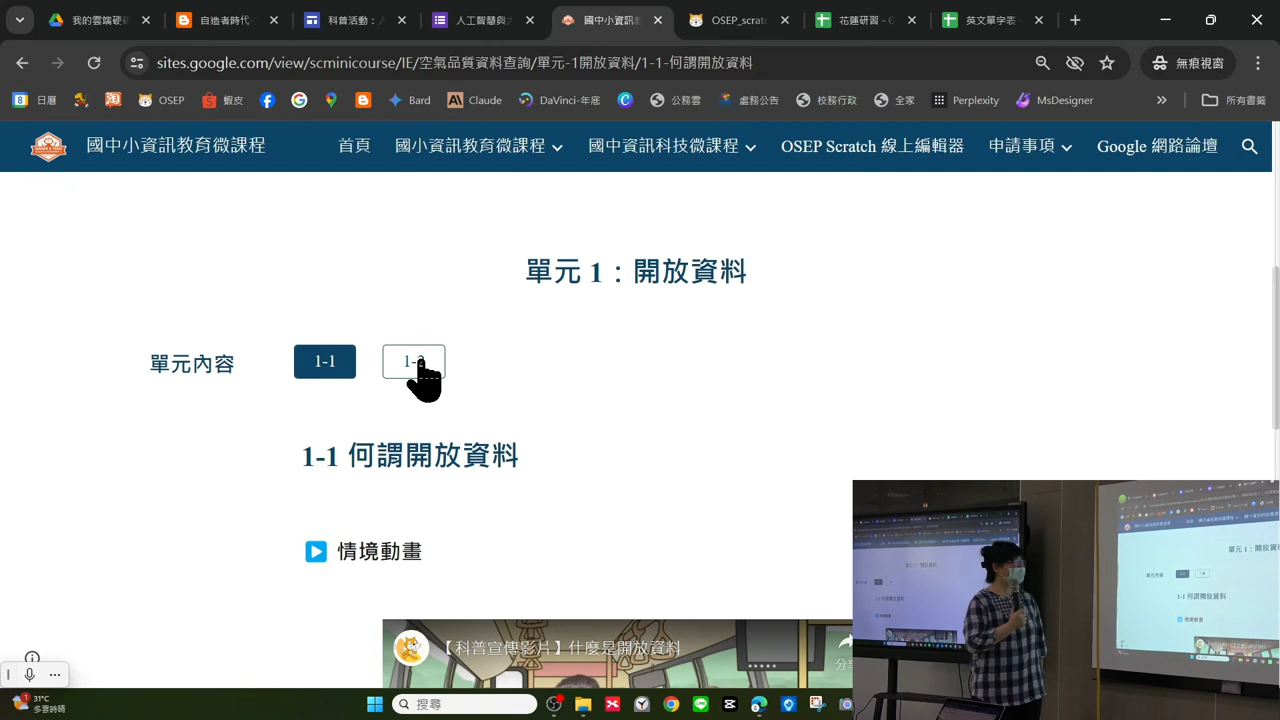 我的雲端硬
自造者時代-
科普活動：
人工智慧與
國中小資訊教
OSEP_scratc
花蓮研習 - G
英文單字表
sites.google.com/view/scminicourse/IE/空氣品質資料查詢/單元-1開放資料/1-1-何謂開放資料
無痕視窗
日曆
OSEP
蝦皮
Bard
Claude
DaVinci-年底
公務雲
處務公告
校務行政
全家
Perplexity
MsDesigner
所有書籤
國中小資訊教育微課程
首頁
國小資訊教育微課程
國中資訊科技微課程
OSEP Scratch 線上編輯器
申請事項
Google 網路論壇
單元 1：開放資料
單元內容
1-1
1-2
1-1 何謂開放資料
情境動畫
【科普宣傳影片】什麼是開放資料
分享
31°C
多雲時晴
搜尋